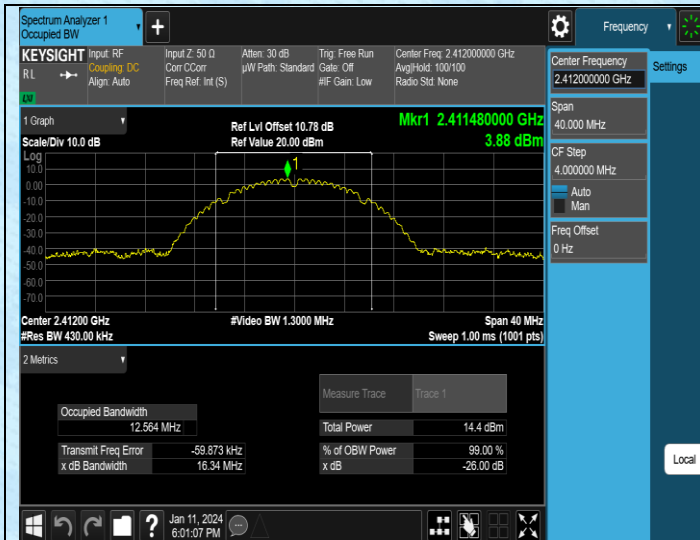 Spectrum Analyzer 1
Occupied BW
Frequency
KEYSIGHT
RL
LXI
Input: RF
Coupling: DC
Align: Auto
Input Z: 50 Ω
Corr CCorr
Freq Ref: Int (S)
Atten: 30 dB
µW Path: Standard
Trig: Free Run
Gate: Off
#IF Gain: Low
Center Freq: 2.412000000 GHz
Avg|Hold: 100/100
Radio Std: None
Center Frequency
2.412000000 GHz
Settings
Span
40.000 MHz
CF Step
4.000000 MHz
Auto
Man
Freq Offset
0 Hz
1 Graph
Scale/Div 10.0 dB
Ref Lvl Offset 10.78 dB
Ref Value 20.00 dBm
Mkr1 2.411480000 GHz
3.88 dBm
Log
1
10.0
0.00
-10.0
-20.0
-30.0
-40.0
-50.0
-60.0
-70.0
Center 2.41200 GHz
#Res BW 430.00 kHz
#Video BW 1.3000 MHz
Span 40 MHz
Sweep 1.00 ms (1001 pts)
2 Metrics
Measure Trace
Trace 1
Occupied Bandwidth
12.564 MHz
Total Power
14.4 dBm
Transmit Freq Error
-59.873 kHz
% of OBW Power
99.00 %
x dB Bandwidth
16.34 MHz
x dB
-26.00 dB
Local
?
Jan 11, 2024
6:01:07 PM